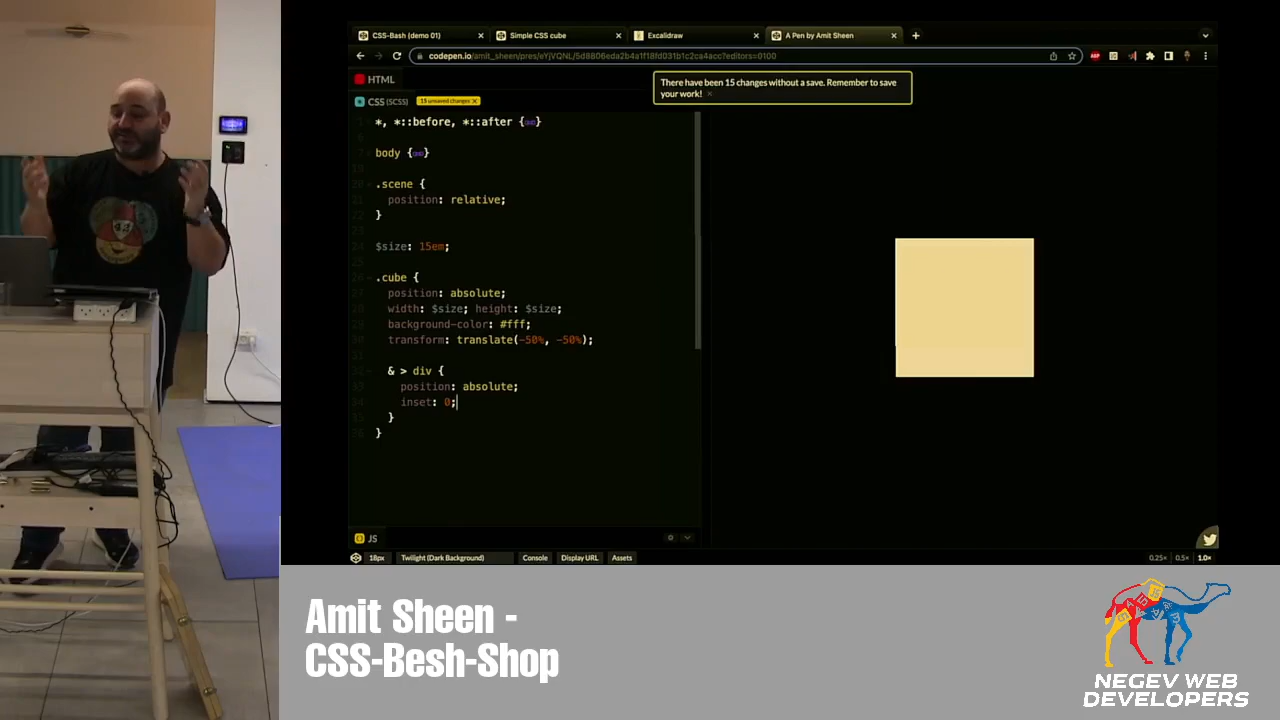 CSS-Bash (demo 01)
Simple CSS cube
Excalidraw
A Pen by Amit Sheen
codepen.io/amit_sheen/pres/eYjVQNL/5d8806eda2b4a1f18fd031b1c2ca4acc?editors=0100
HTML
There have been 15 changes without a save. Remember to save
your work!
CSS (SCSS)
15 unsaved changes
*, *::before, *::after {}
body {}
.scene {
position: relative;
}
$size: 15em;
.cube {
position: absolute;
width: $size; height: $size;
background-color: #fff;
transform: translate(-50%, -50%);
& > div {
position: absolute;
inset: 0;
}
}
JS
18px
Twilight (Dark Background)
Console
Display URL
Assets
0.25×
0.5×
1.0×
Amit Sheen -
CSS-Besh-Shop
NEGEV WEB
DEVELOPERS